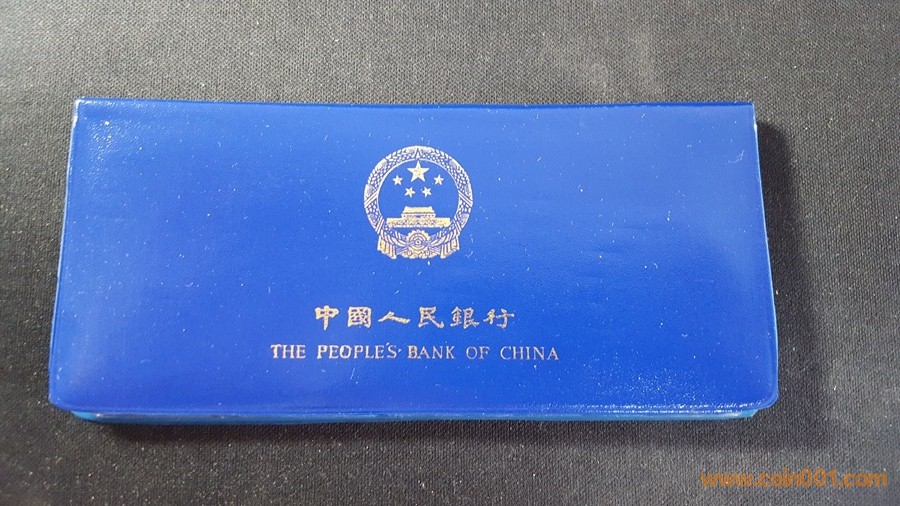 中國人民銀行
THE PEOPLE'S BANK OF CHINA
www.coin001.com